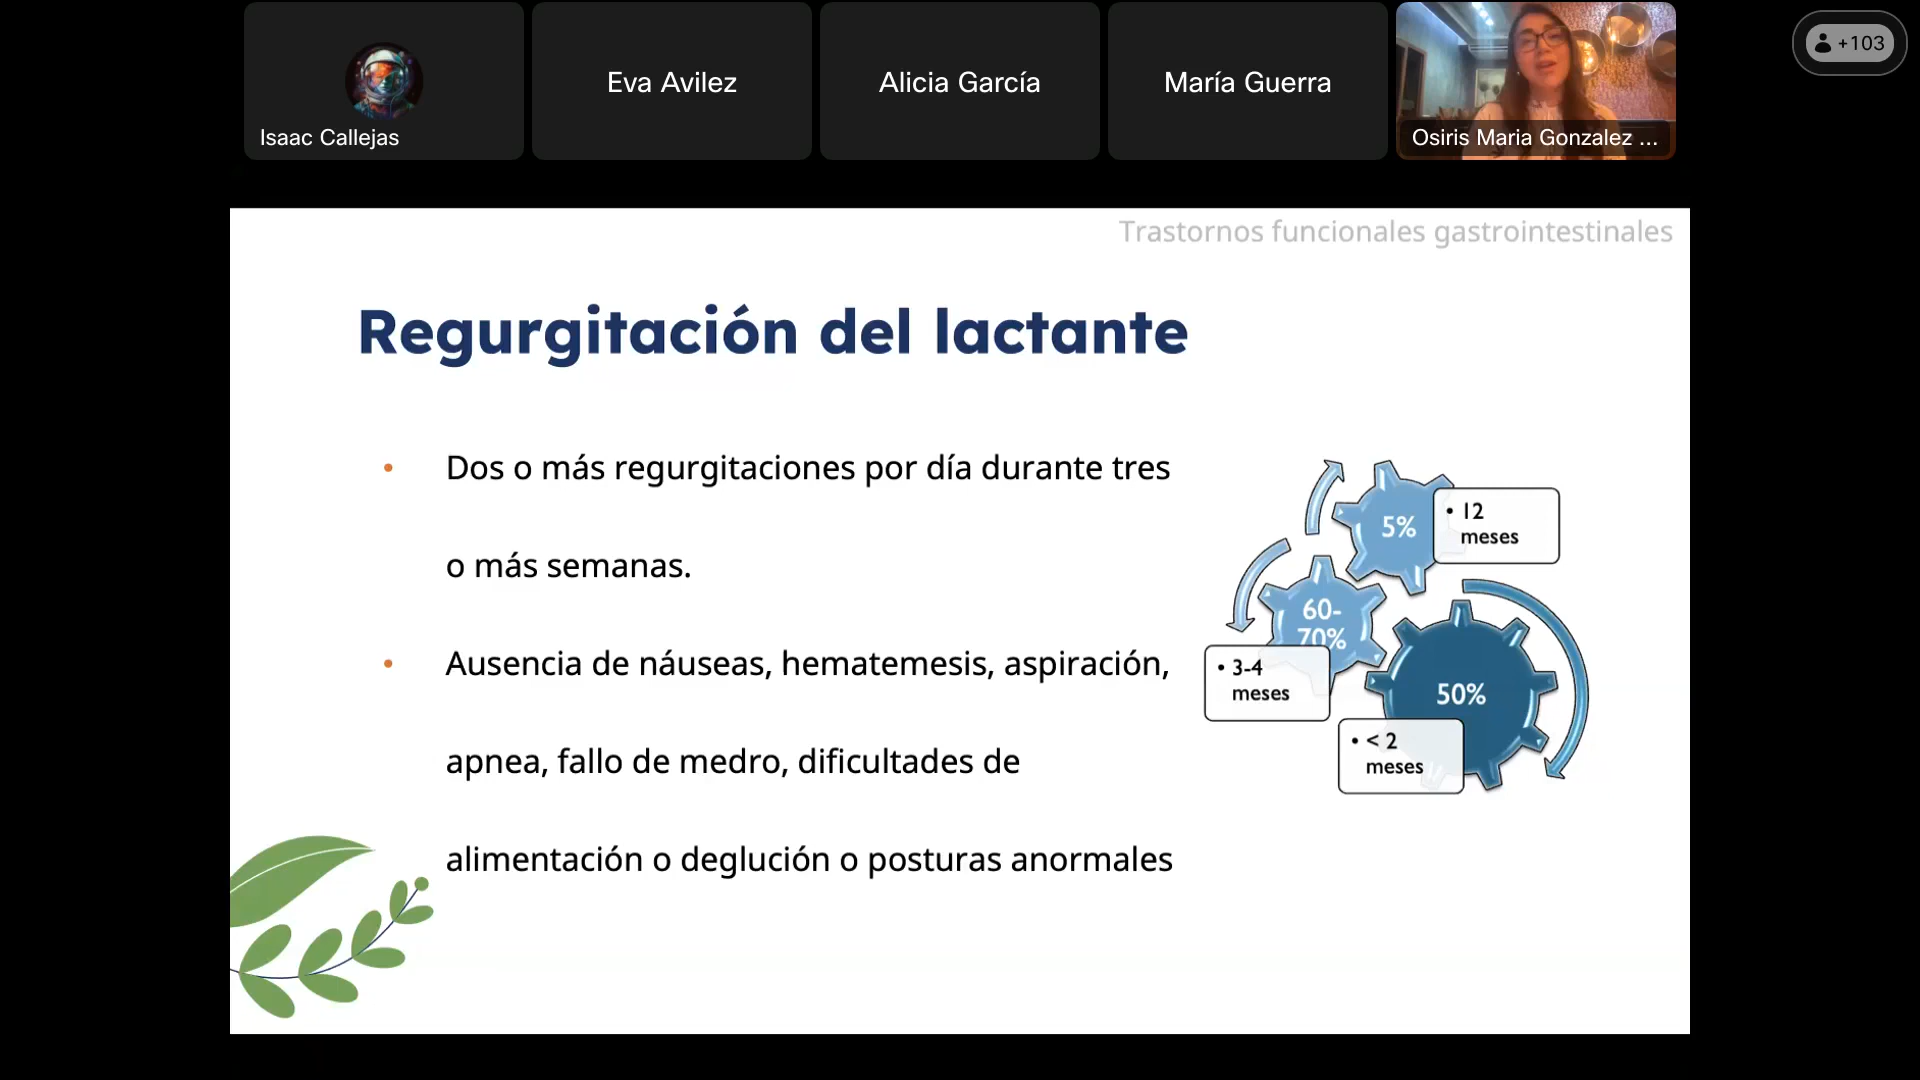 Isaac Callejas
Eva Avilez
Alicia García
María Guerra
Osiris Maria Gonzalez ...
+103
Trastornos funcionales gastrointestinales
Regurgitación del lactante
• Dos o más regurgitaciones por día durante tres
o más semanas.
• Ausencia de náuseas, hematemesis, aspiración,
apnea, fallo de medro, dificultades de
alimentación o deglución o posturas anormales
5%
• 12
meses
60-
70%
• 3-4
meses
50%
• < 2
meses